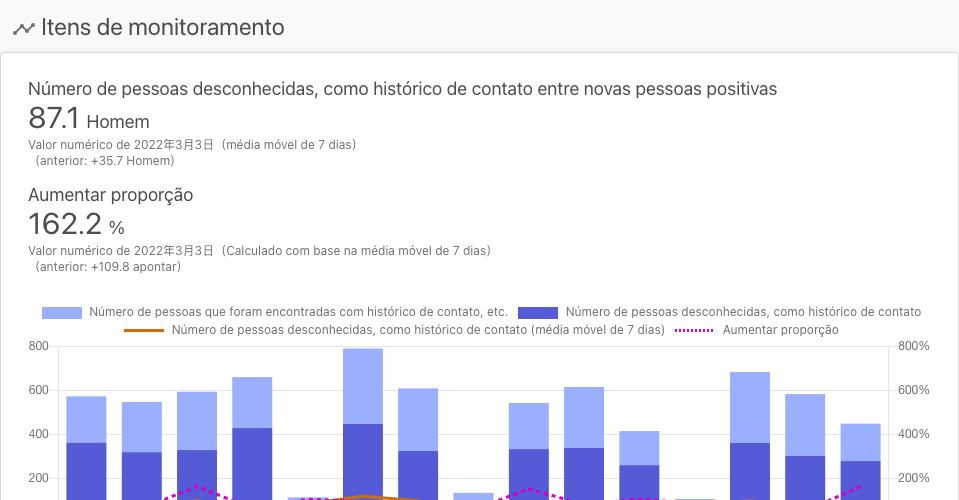 Itens de monitoramento
Número de pessoas desconhecidas, como histórico de contato entre novas pessoas positivas
87.1 Homem
Valor numérico de 2022年3月3日（média móvel de 7 dias）
（anterior: +35.7 Homem）
Aumentar proporção
162.2 %
Valor numérico de 2022年3月3日（Calculado com base na média móvel de 7 dias）
（anterior: +109.8 apontar）
Número de pessoas que foram encontradas com histórico de contato, etc. Número de pessoas desconhecidas, como histórico de contato
Número de pessoas desconhecidas, como histórico de contato (média móvel de 7 dias) Aumentar proporção
800 800%
600 600%
400 400%
200 200%